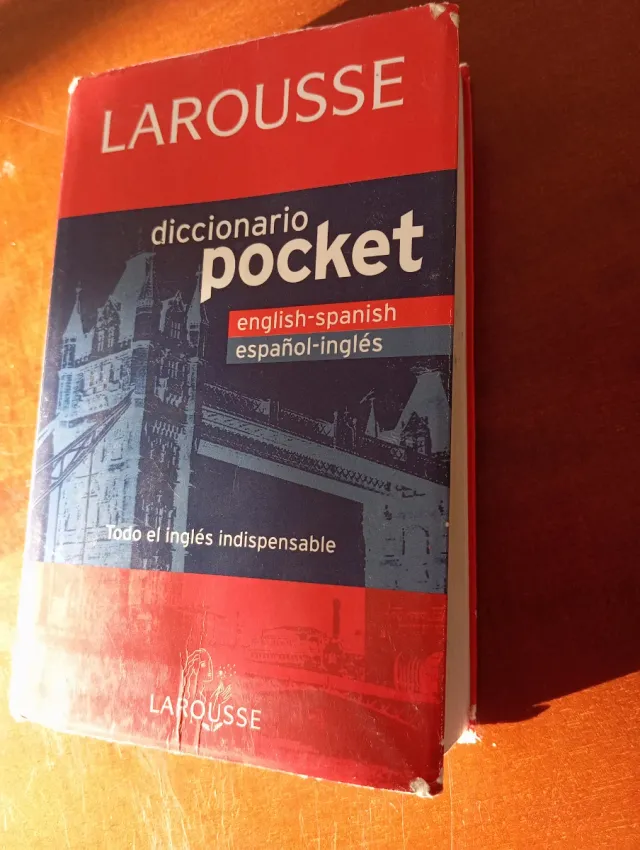 LAROUSSE
diccionario
pocket
english-spanish
español-inglés
Todo el inglés indispensable
LAROUSSE